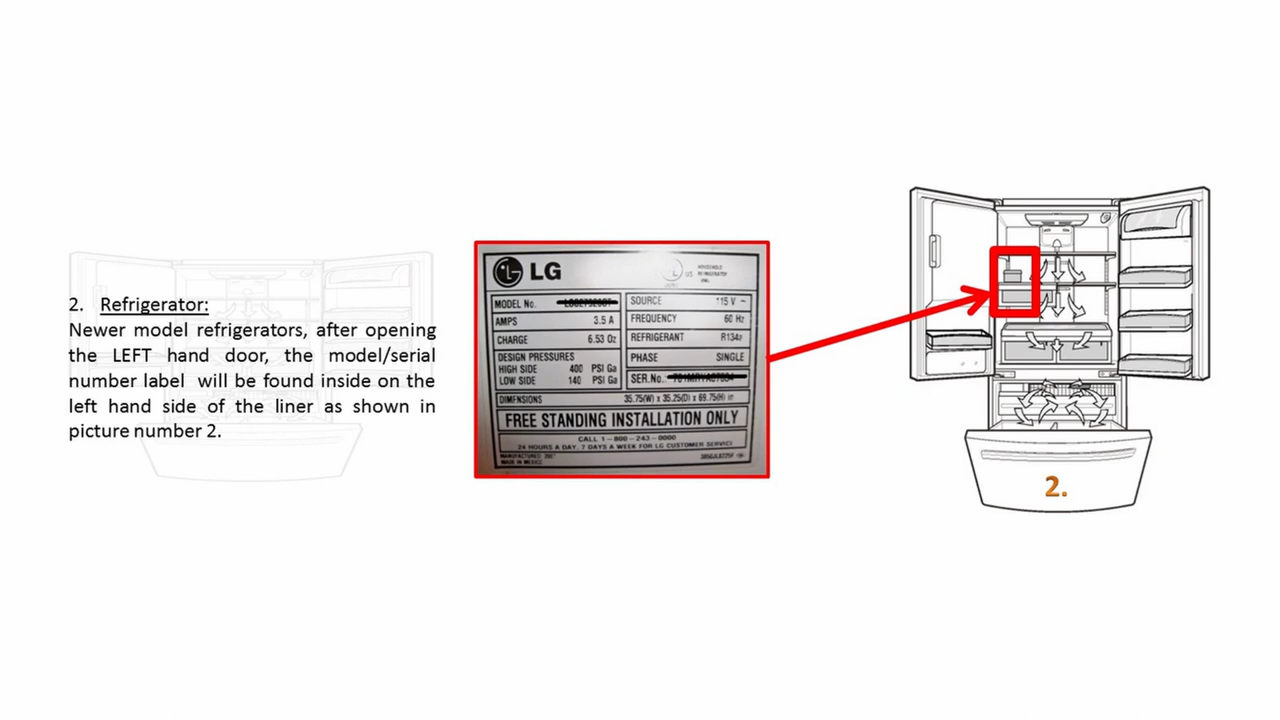 2. Refrigerator:
Newer model refrigerators, after opening
the LEFT hand door, the model/serial
number label will be found inside on the
left hand side of the liner as shown in
picture number 2.
LG
US
HOUSEHOLD
REFRIGERATOR
MODEL No.
AMPS 3.5 A
CHARGE 6.53 Oz
DESIGN PRESSURES
HIGH SIDE 400 PSI Ga
LOW SIDE 140 PSI Ga
SOURCE 115 V ~
FREQUENCY 60 Hz
REFRIGERANT R134a
PHASE SINGLE
SER.No.
DIMENSIONS 35.75(W) x 35.25(D) x 69.75(H) in
FREE STANDING INSTALLATION ONLY
CALL 1-800-243-0000
24 HOURS A DAY, 7 DAYS A WEEK FOR LG CUSTOMER SERVICE
MANUFACTURED
MADE IN MEXICO
2.